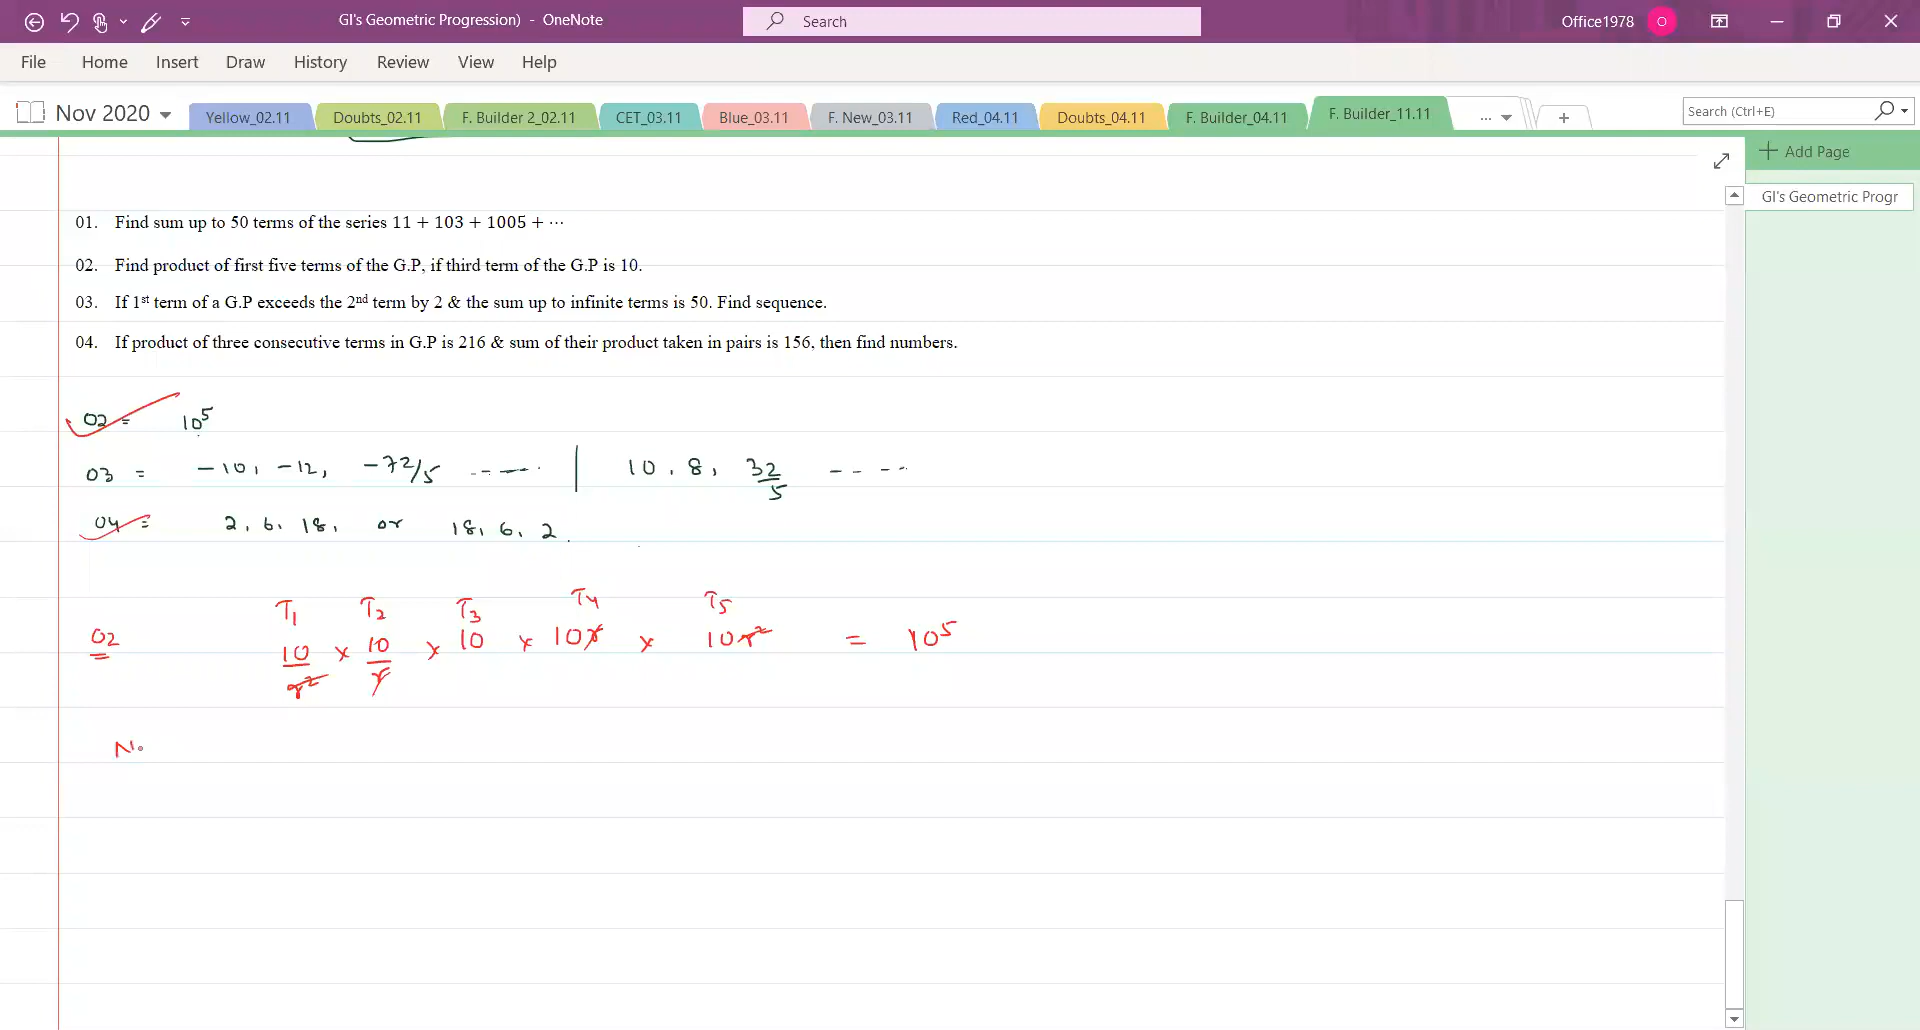 GI's Geometric Progression) - OneNote
Search
Office1978
O
File Home Insert Draw History Review View Help
Nov 2020
Yellow_02.11 Doubts_02.11 F. Builder 2_02.11 CET_03.11 Blue_03.11 F. New_03.11 Red_04.11 Doubts_04.11 F. Builder_04.11 F. Builder_11.11 ... +
Search (Ctrl+E)
+ Add Page
GI's Geometric Progr
01. Find sum up to 50 terms of the series 11 + 103 + 1005 + ⋯
02. Find product of first five terms of the G.P, if third term of the G.P is 10.
03. If 1st term of a G.P exceeds the 2nd term by 2 & the sum up to infinite terms is 50. Find sequence.
04. If product of three consecutive terms in G.P is 216 & sum of their product taken in pairs is 156, then find numbers.
02 = 10^5
03 = -10, -12, -72/5 ------ | 10, 8, 32/5 ----
04 = 2, 6, 18, or 18, 6, 2.
T1 T2 T3 T4 T5
02 10/r^2 × 10/r × 10 × 10r × 10r^2 = 10^5
N.